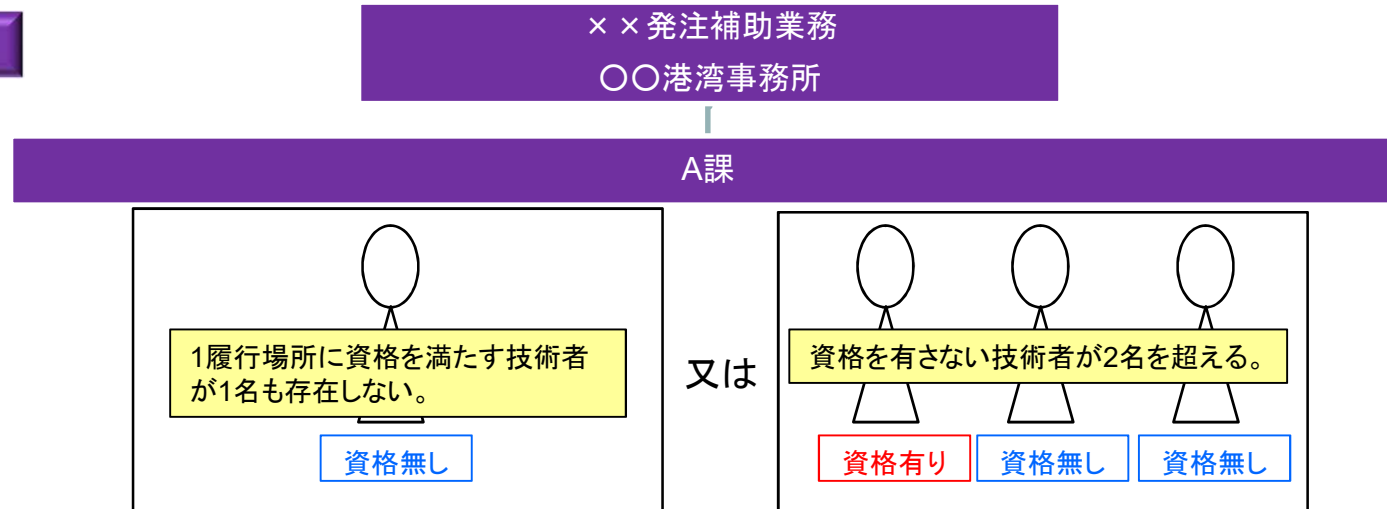 ××発注補助業務
〇〇港湾事務所
A課
1履行場所に資格を満たす技術者
が1名も存在しない。
資格無し
又は
資格を有さない技術者が2名を超える。
資格有り
資格無し
資格無し